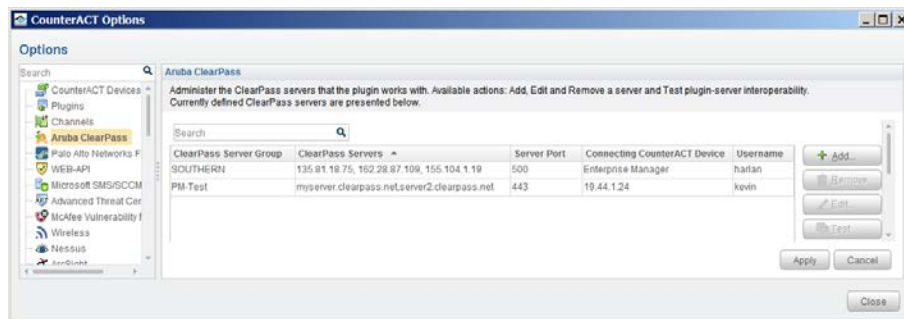 CounterACT Options
Options
Search
CounterACT Devices
Plugins
Channels
Aruba ClearPass
Palo Alto Networks F
WEB-API
Microsoft SMS/SCCM
Advanced Threat Cer
McAfee Vulnerability
Wireless
Nessus
ArcSight
Aruba ClearPass
Administer the ClearPass servers that the plugin works with. Available actions: Add, Edit and Remove a server and Test plugin-server interoperability.
Currently defined ClearPass servers are presented below.
Search
ClearPass Server Group ClearPass Servers Server Port Connecting CounterACT Device Username
SOUTHERN 135.81.18.75, 162.28.87.109, 155.104.1.19 500 Enterprise Manager harlan
PM-Test myserver.clearpass.net,server2.clearpass.net 443 19.44.1.24 kevin
Add...
Remove
Edit...
Test
Apply Cancel
Close